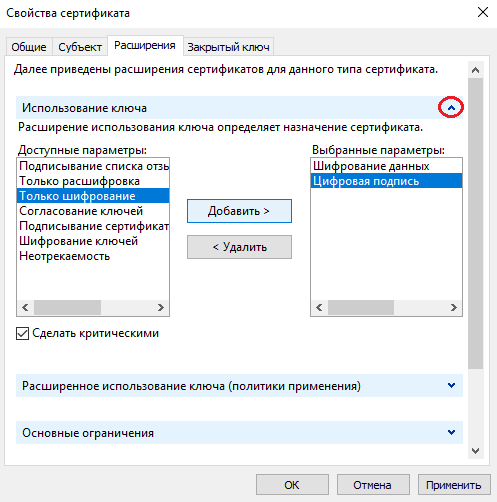 Свойства сертификата
Общие Субъект Расширения Закрытый ключ
Далее приведены расширения сертификатов для данного типа сертификата.
Использование ключа
Расширение использования ключа определяет назначение сертификата.
Доступные параметры: Выбранные параметры:
Подписывание списка отзы
Только расшифровка
Только шифрование
Согласование ключей
Подписывание сертификат
Шифрование ключей
Неотрекаемость
Добавить >
< Удалить
Шифрование данных
Цифровая подпись
Сделать критическими
Расширенное использование ключа (политики применения)
Основные ограничения
ОК Отмена Применить